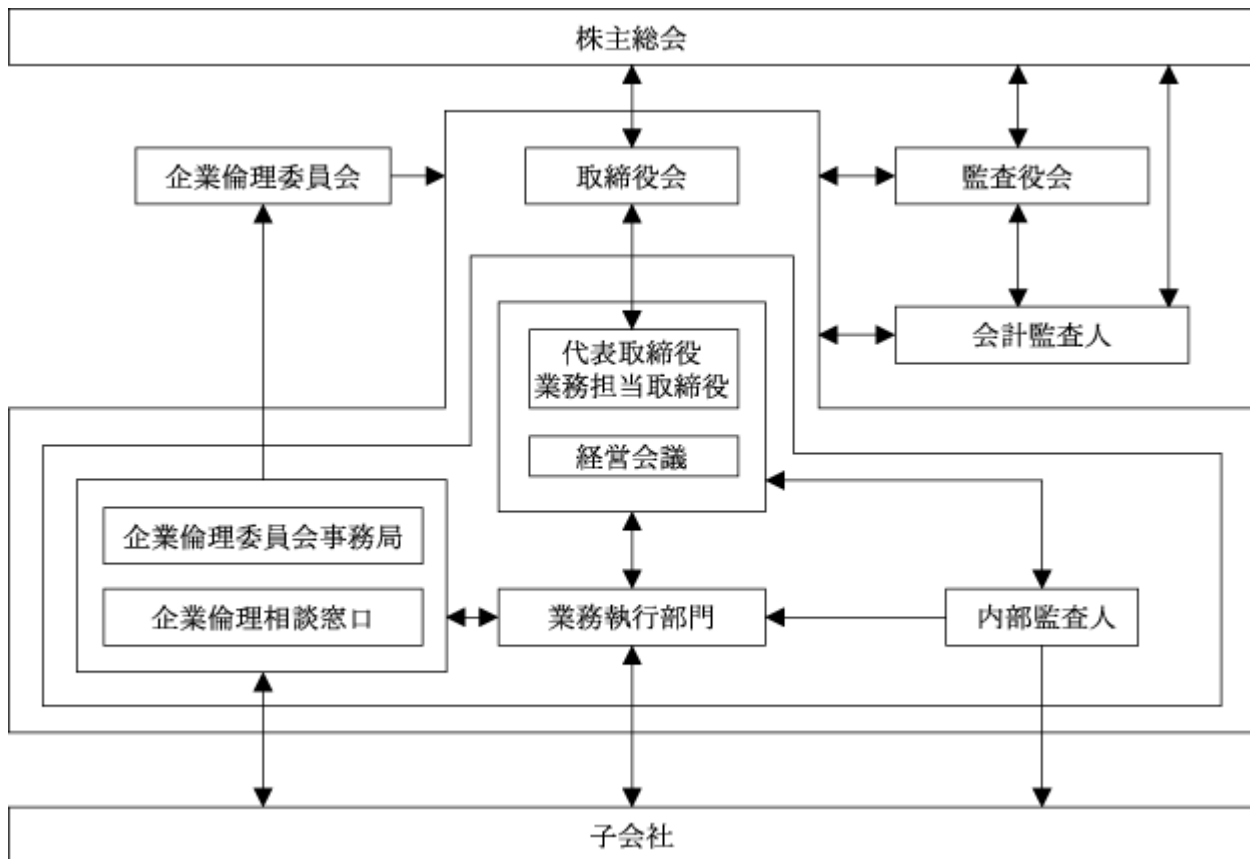 株主総会
企業倫理委員会
取締役会
監査役会
会計監査人
代表取締役
業務担当取締役
経営会議
企業倫理委員会事務局
企業倫理相談窓口
業務執行部門
内部監査人
子会社